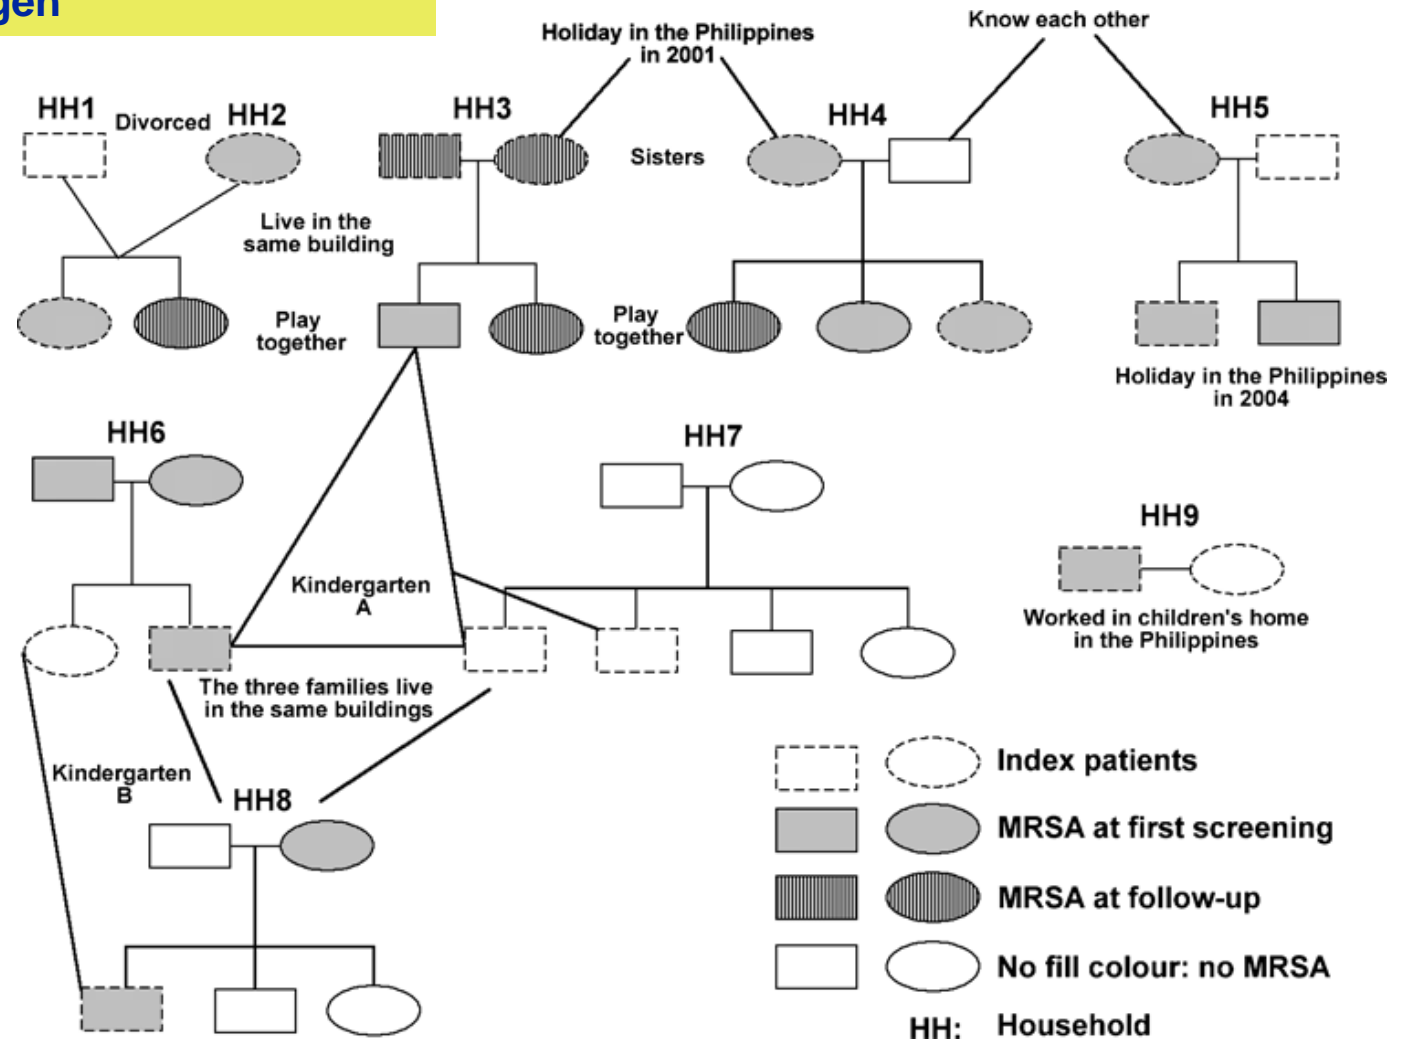 Holiday in the Philippines
in 2001
Know each other
HH1
Divorced
HH2
HH3
Sisters
HH4
HH5
Live in the
same building
Play
together
Play
together
Holiday in the Philippines
in 2004
HH6
HH7
HH9
Kindergarten
A
Worked in children's home
in the Philippines
The three families live
in the same buildings
Kindergarten
B
HH8
Index patients
MRSA at first screening
MRSA at follow-up
No fill colour: no MRSA
HH: Household